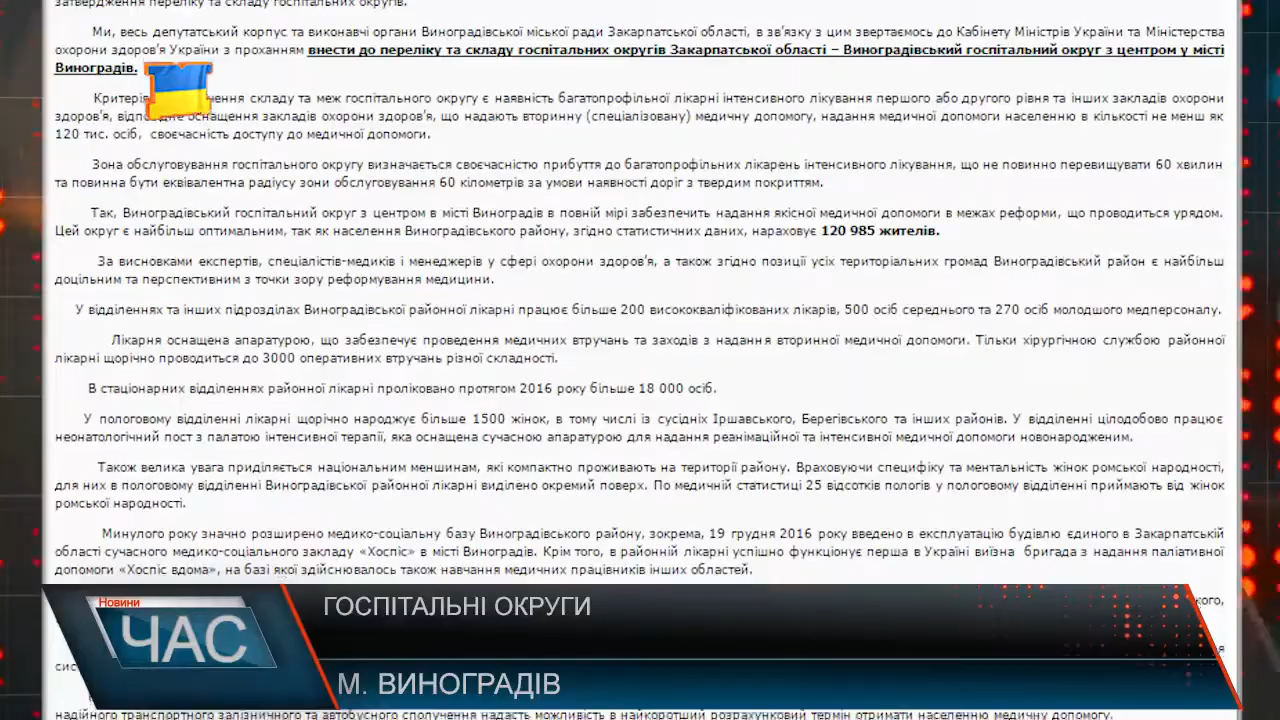 затвердження переліку та складу госпітальних округів.
Ми, весь депутатський корпус та виконавчі органи Виноградівської міської ради Закарпатської області, в зв’язку з цим звертаємось до Кабінету Міністрів України та Міністерства
охорони здоров’я України з проханням внести до переліку та складу госпітальних округів Закарпатської області – Виноградівський госпітальний округ з центром у місті
Виноградів.
складу та меж госпітального округу є наявність багатопрофільної лікарні інтенсивного лікування першого або другого рівня та інших закладів охорони
здоров’я, оснащення закладів охорони здоров’я, що надають вторинну (спеціалізовану) медичну допомогу, надання медичної допомоги населенню в кількості не менш як
120 тис. осіб, своєчасність доступу до медичної допомоги.
Зона обслуговування госпітального округу визначається своєчасністю прибуття до багатопрофільних лікарень інтенсивного лікування, що не повинно перевищувати 60 хвилин
та повинна бути еквівалентна радіусу зони обслуговування 60 кілометрів за умови наявності доріг з твердим покриттям.
Так, Виноградівський госпітальний округ з центром в місті Виноградів в повній мірі забезпечить надання якісної медичної допомоги в межах реформи, що проводиться урядом.
Цей округ є найбільш оптимальним, так як населення Виноградівського району, згідно статистичних даних, нараховує 120 985 жителів.
За висновками експертів, спеціалістів-медиків і менеджерів у сфері охорони здоров’я, а також згідно позиції усіх територіальних громад Виноградівський район є найбільш
доцільним та перспективним з точки зору реформування медицини.
У відділеннях та інших підрозділах Виноградівської районної лікарні працює більше 200 висококваліфікованих лікарів, 500 осіб середнього та 270 осіб молодшого медперсоналу.
Лікарня оснащена апаратурою, що забезпечує проведення медичних втручань та заходів з надання вторинної медичної допомоги. Тільки хірургічною службою районної
лікарні щорічно проводиться до 3000 оперативних втручань різної складності.
В стаціонарних відділеннях районної лікарні проліковано протягом 2016 року більше 18 000 осіб.
У пологовому відділенні лікарні щорічно народжує більше 1500 жінок, в тому числі із сусідніх Іршавського, Берегівського та інших районів. У відділенні цілодобово працює
неонатологічний пост з палатою інтенсивної терапії, яка оснащена сучасною апаратурою для надання реанімаційної та інтенсивної медичної допомоги новонародженим.
Також велика увага приділяється національним меншинам, які компактно проживають на території району. Враховуючи специфіку та ментальність жінок ромської народності,
для них в пологовому відділенні Виноградівської районної лікарні виділено окремий поверх. По медичній статистиці 25 відсотків пологів у пологовому відділенні приймають від жінок
ромської народності.
Минулого року значно розширено медико-соціальну базу Виноградівського району, зокрема, 19 грудня 2016 року введено в експлуатацію будівлю єдиного в Закарпатській
області сучасного медико-соціального закладу «Хоспіс» в місті Виноградів. Крім того, в районній лікарні успішно функціонує перша в Україні виїзна бригада з надання паліативної
допомоги «Хоспіс вдома», на базі якої здійснювалось також навчання медичних працівників інших областей.
Новини
ЧАС
ГОСПІТАЛЬНІ ОКРУГИ
М. ВИНОГРАДІВ
надійного транспортного залізничного та автобусного сполучення надасть можливість в найкоротший розрахунковий термін отримати населенню медичну допомогу.